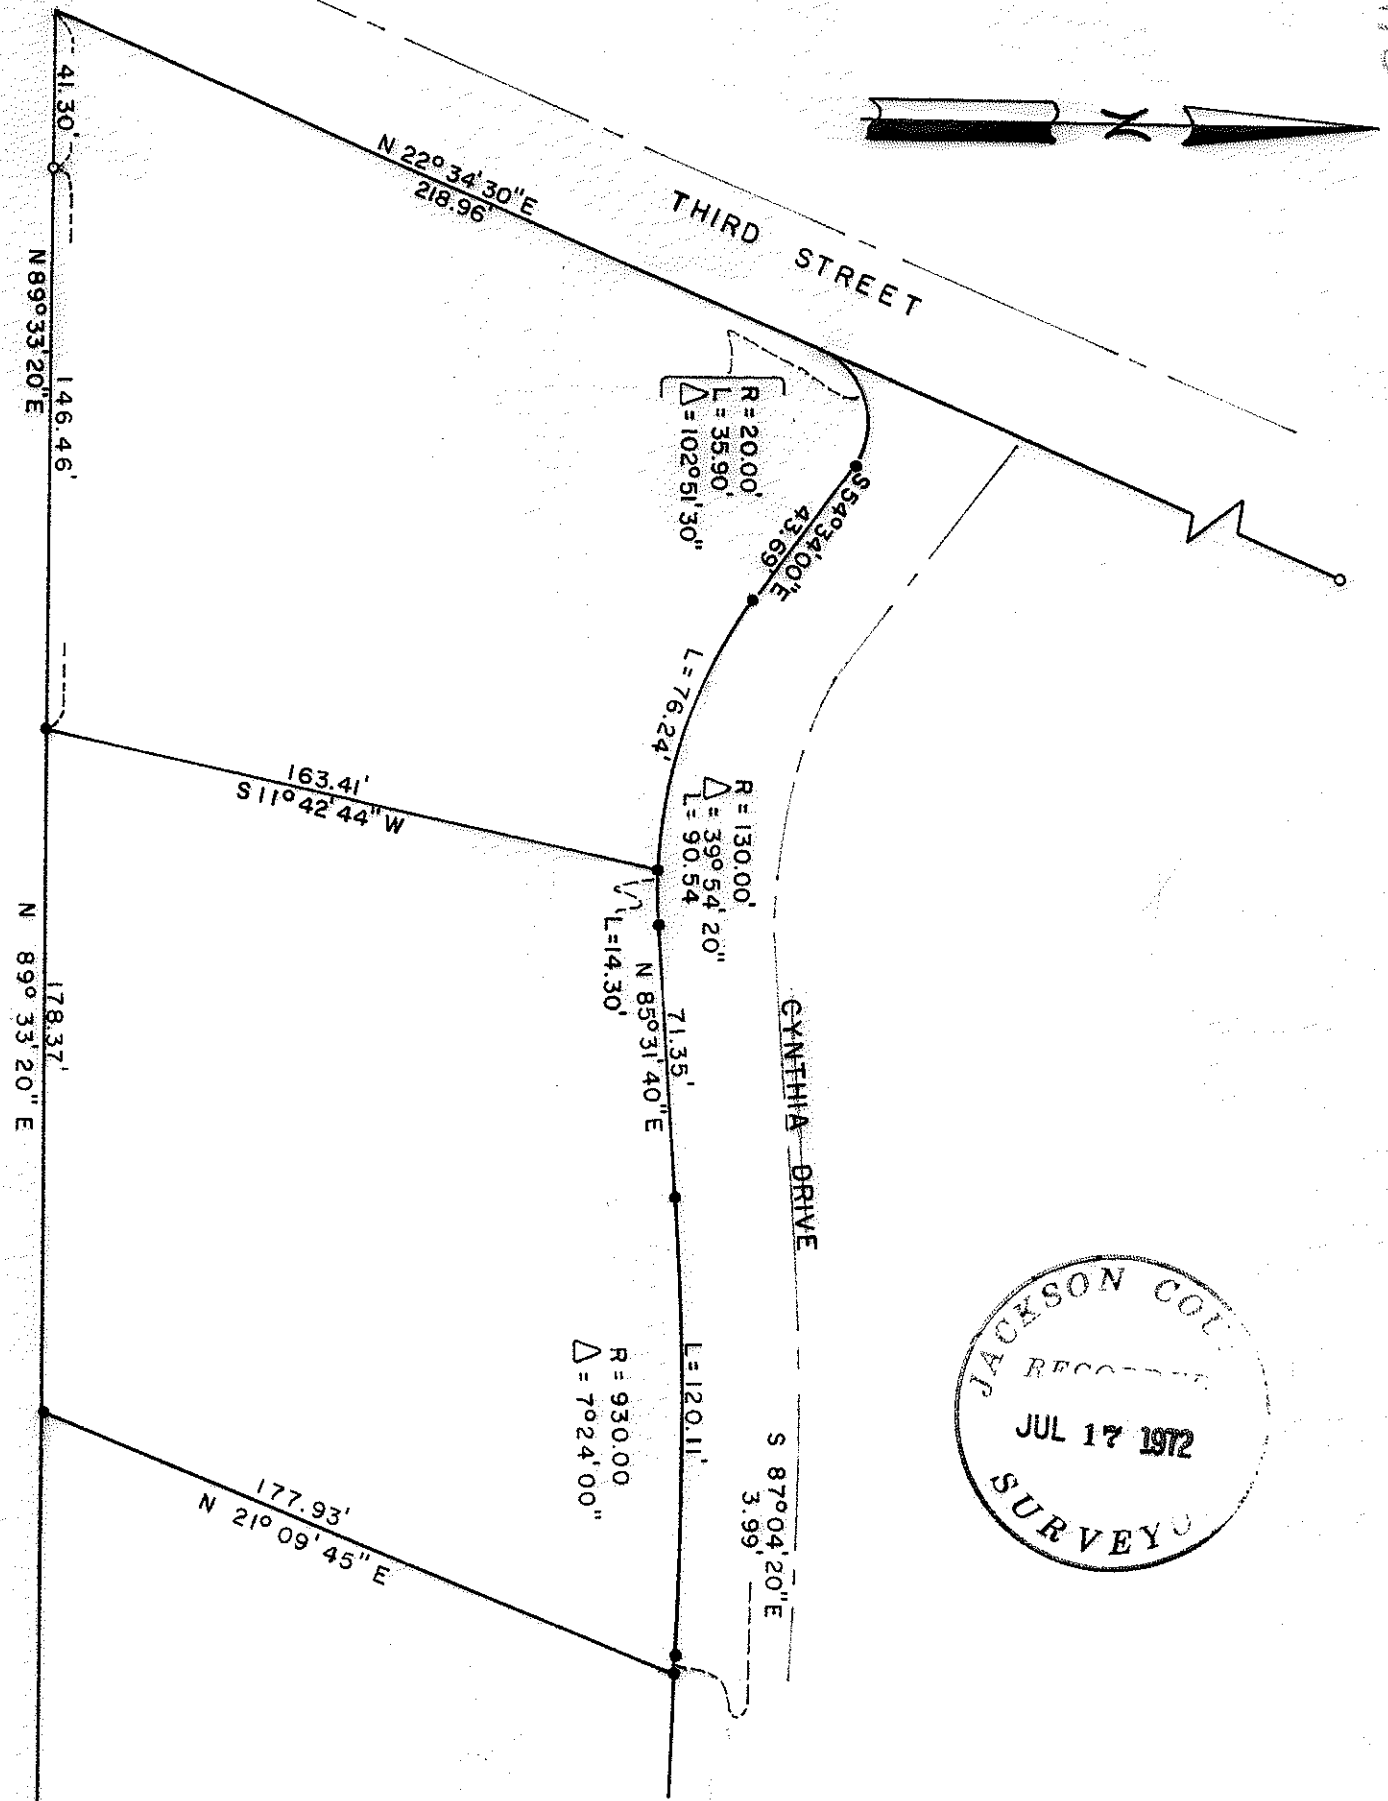 41.30'
N 89° 33' 20" E
146.46'
N 22° 34' 30" E
218.96'
THIRD STREET
N
R = 20.00'
L = 35.90'
Δ = 102° 51' 30"
S 54° 34' 00" E
43.69'
L = 76.24'
163.41'
S 11° 42' 44" W
R = 130.00'
Δ = 39° 54' 20"
L = 90.54
L = 14.30'
71.35'
N 85° 31' 40" E
CYNTHIA DRIVE
178.37'
N 89° 33' 20" E
L = 120.11'
R = 930.00
Δ = 7° 24' 00"
S 87° 04' 20" E
3.99'
177.93'
N 21° 09' 45" E
JACKSON
JUL 17 1972